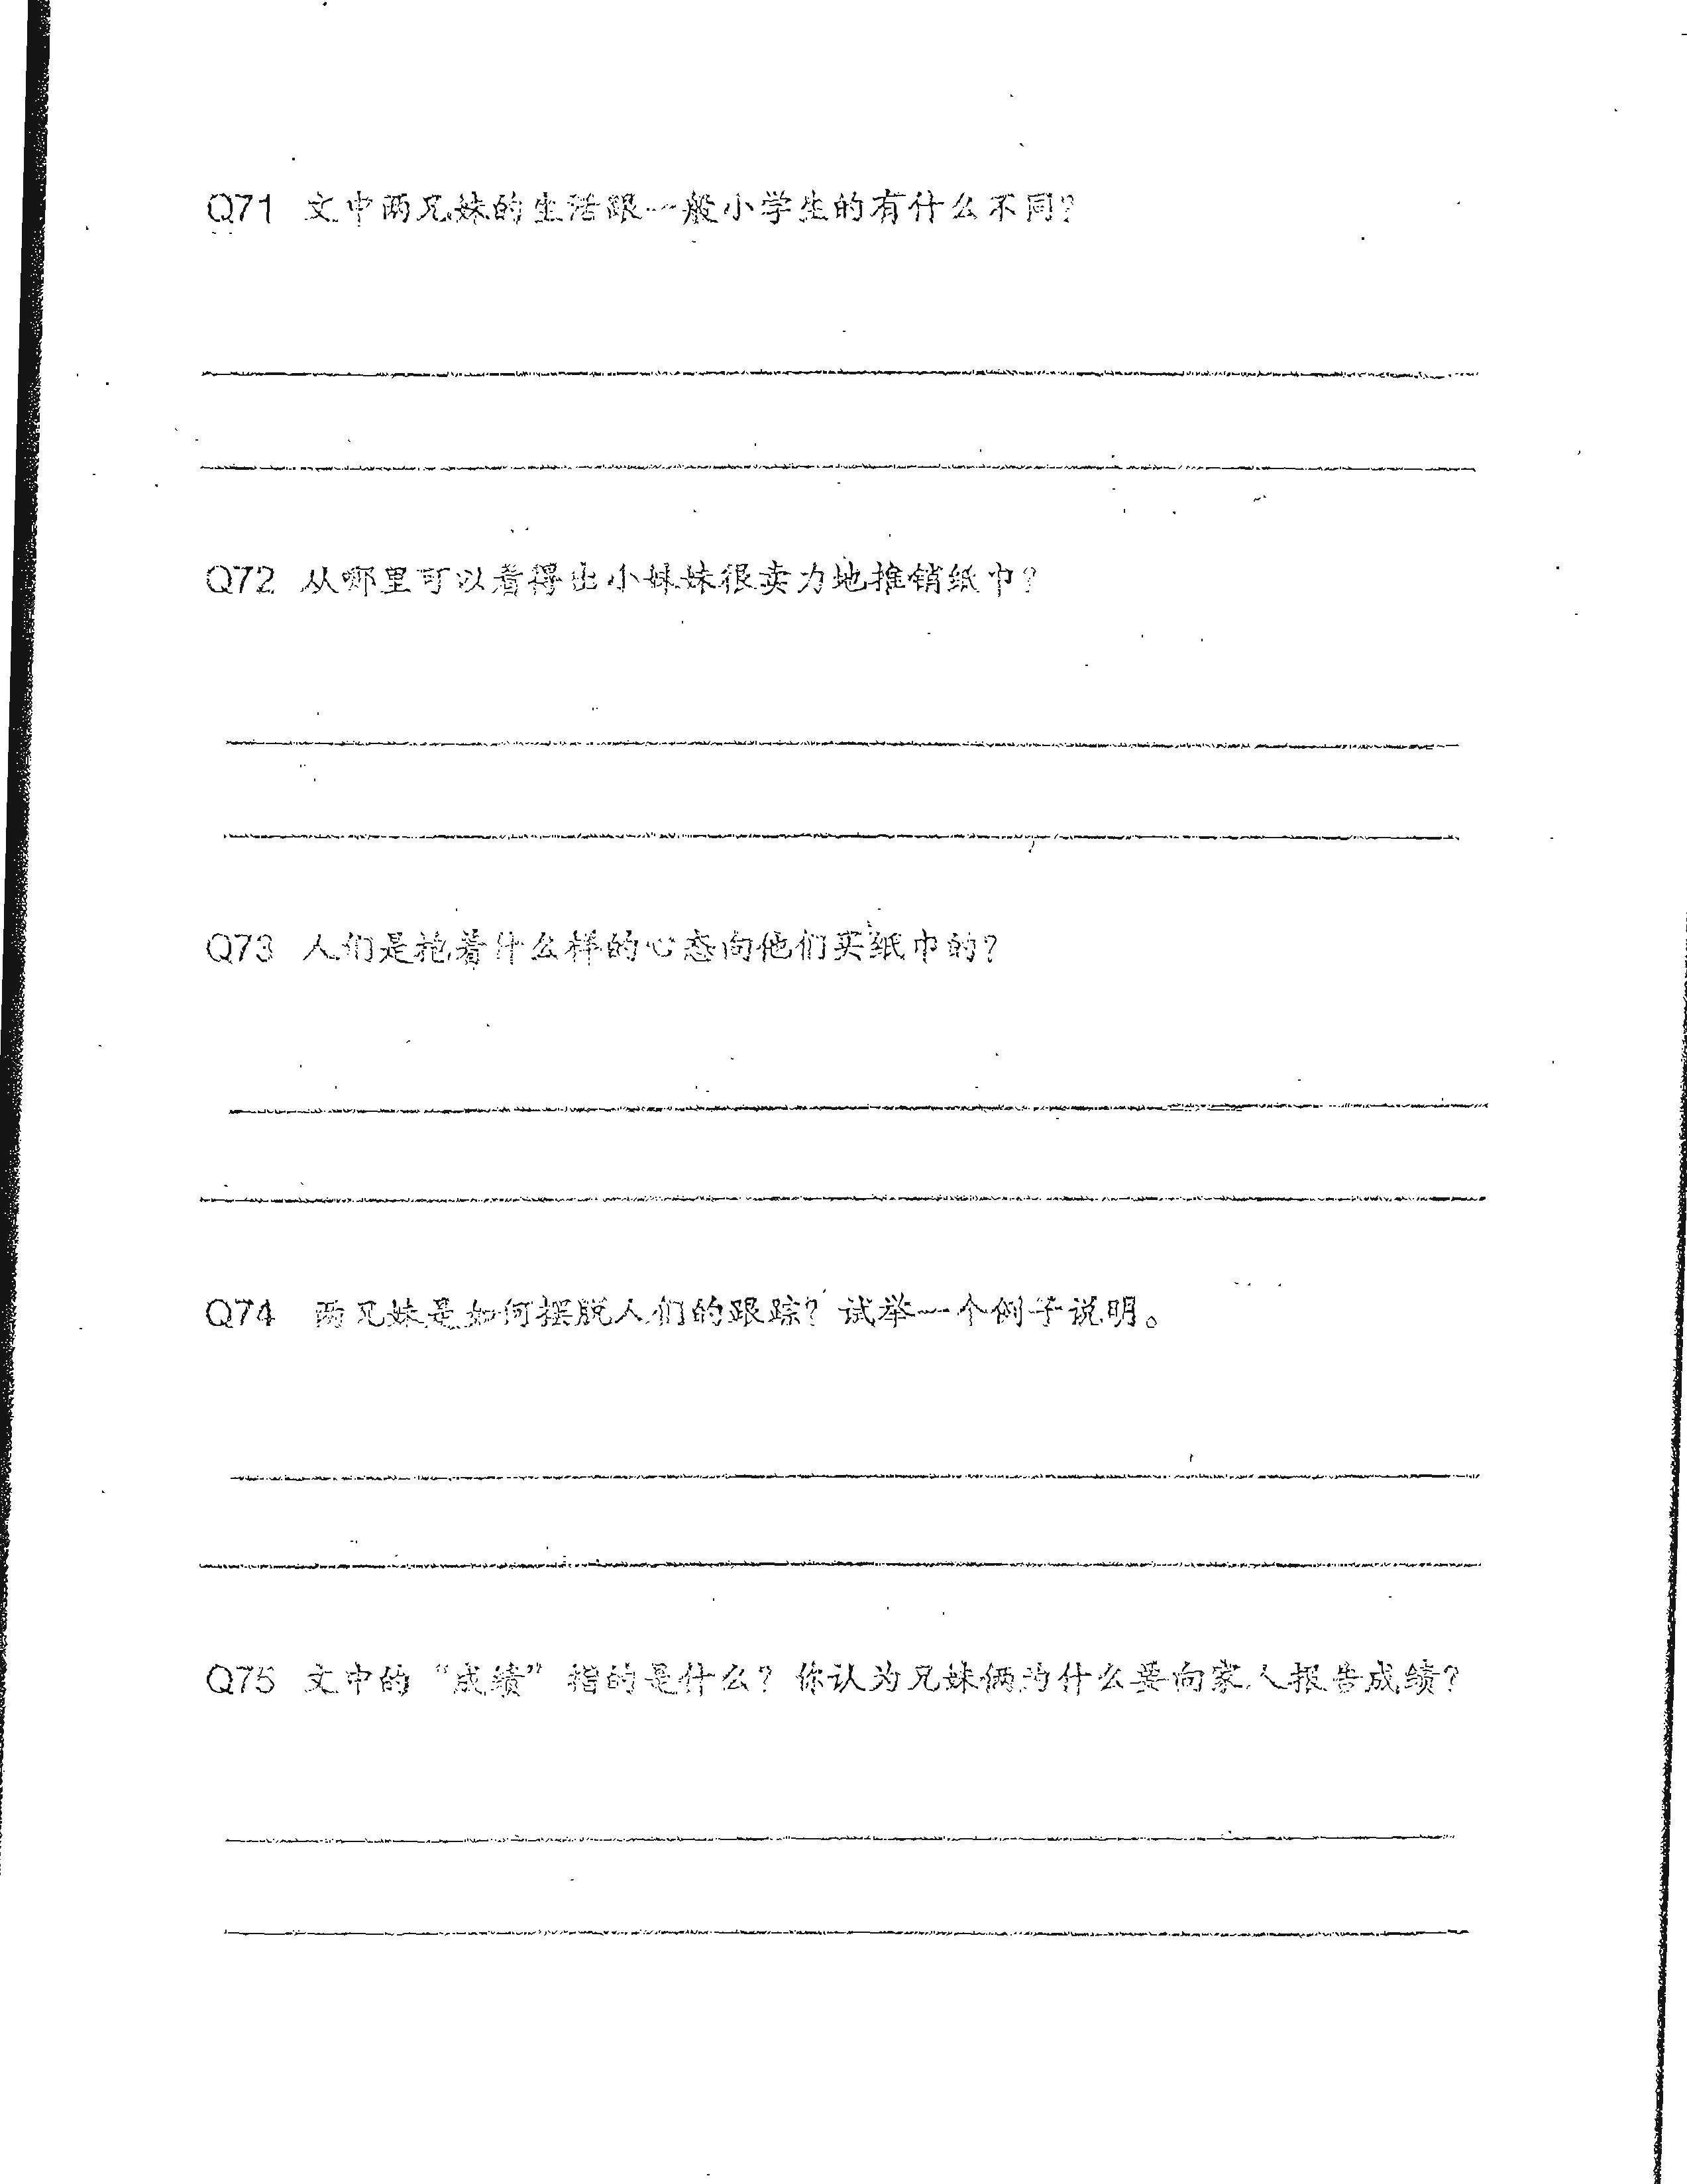 Q71 文中两兄妹的生活跟一般小学生的有什么不同?
Q72 从哪里可以看得出小妹妹很卖力地推销纸巾?
Q73 人们是抱着什么样的心态向他们买纸巾的?
Q74 两兄妹是如何摆脱人们的跟踪? 试举一个例子说明。
Q75 文中的 “成绩” 指的是什么? 你认为兄妹俩为什么要向家人报告成绩?